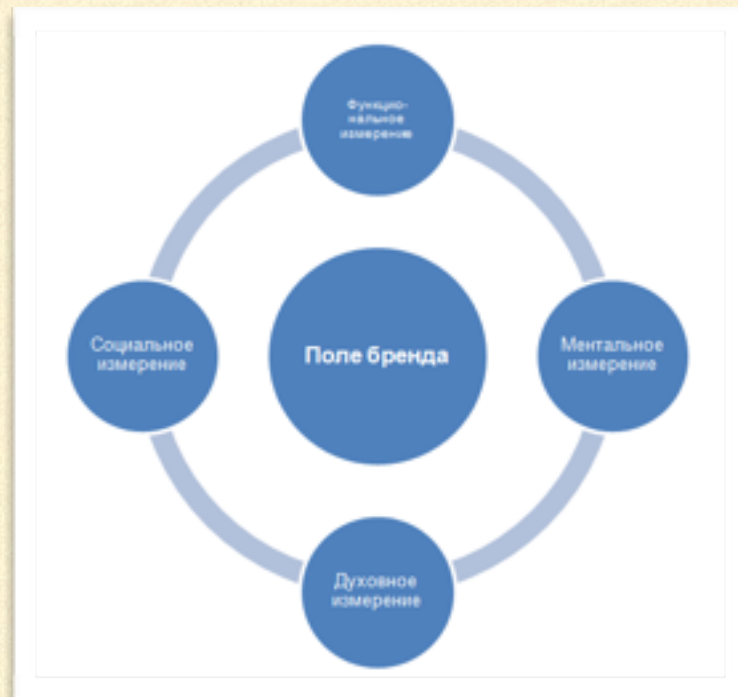 Функцио-
нальное
измерение
Социальное
измерение
Поле бренда
Ментальное
измерение
Духовное
измерение